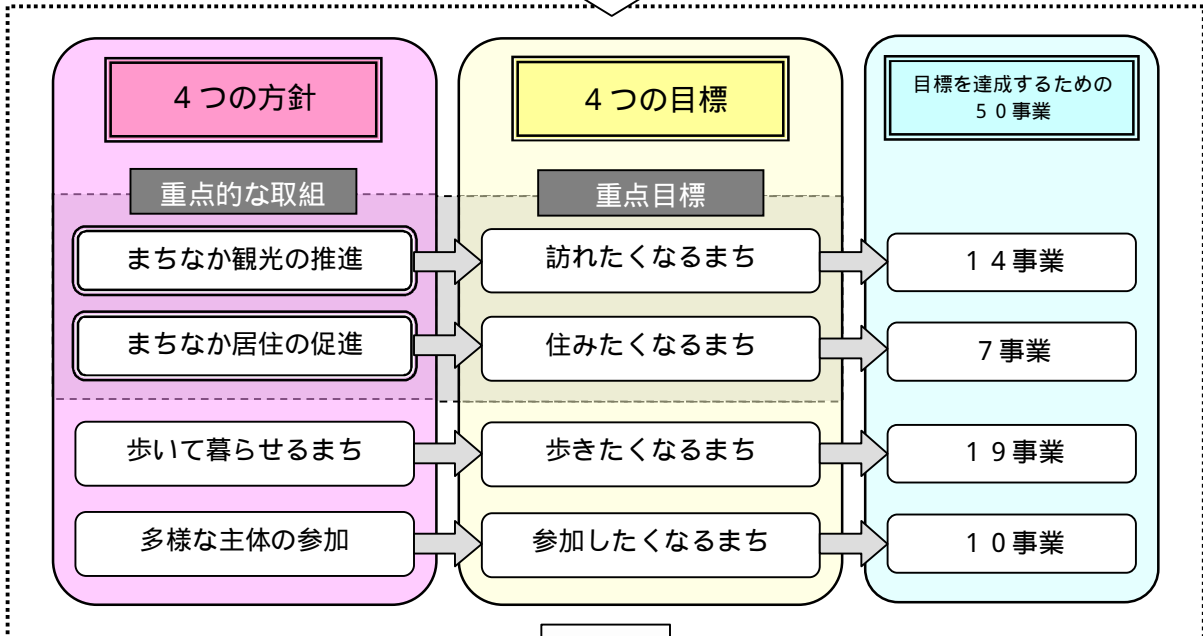 ４つの方針
４つの目標
目標を達成するための
５０事業
重点的な取組
重点目標
まちなか観光の推進
訪れたくなるまち
１４事業
まちなか居住の促進
住みたくなるまち
７事業
歩いて暮らせるまち
歩きたくなるまち
１９事業
多様な主体の参加
参加したくなるまち
１０事業